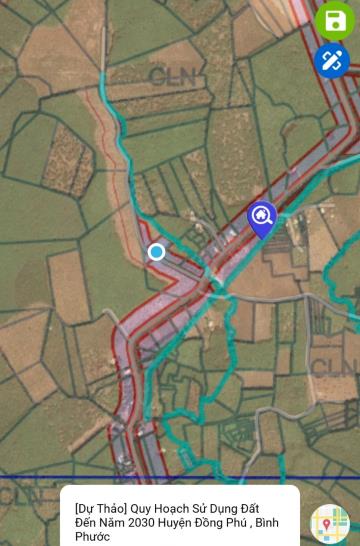 CLN
CLN
CLN
[Dự Thảo] Quy Hoạch Sử Dụng Đất
Đến Năm 2030 Huyện Đồng Phú , Bình
Phước